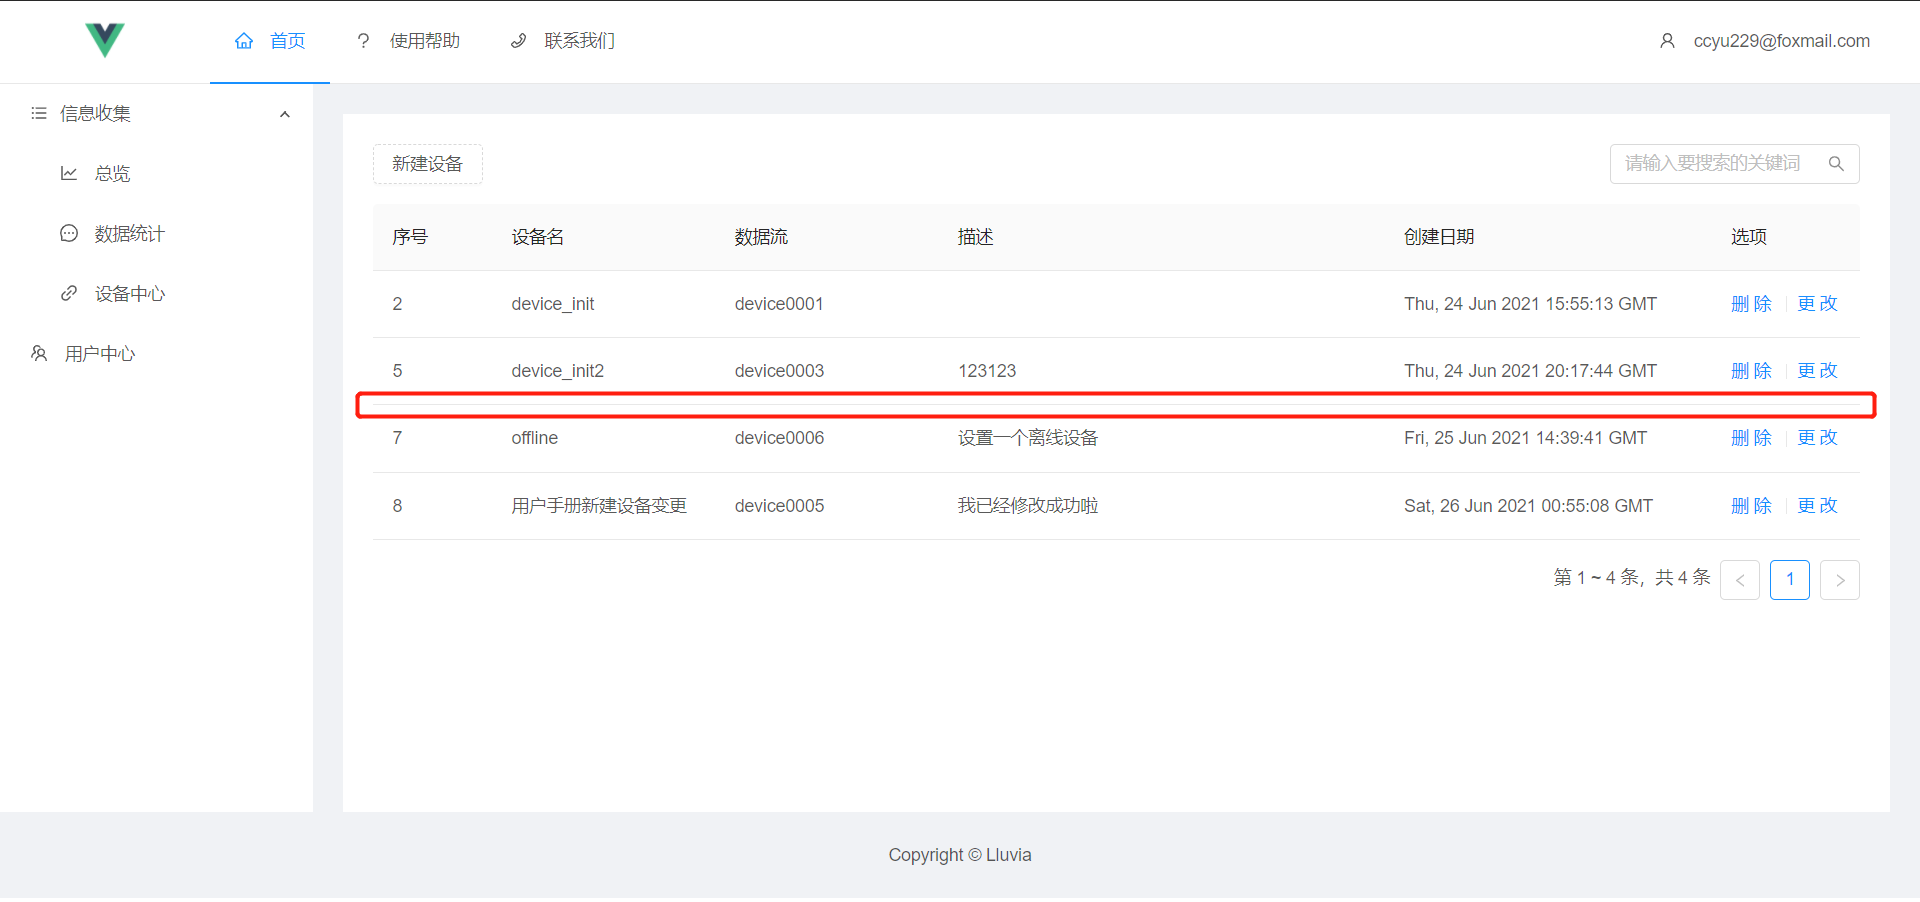 首页 使用帮助 联系我们 ccyu229@foxmail.com
信息收集
总览
数据统计
设备中心
用户中心
新建设备 请输入要搜索的关键词
序号 设备名 数据流 描述 创建日期 选项
2 device_init device0001 Thu, 24 Jun 2021 15:55:13 GMT 删 除 更 改
5 device_init2 device0003 123123 Thu, 24 Jun 2021 20:17:44 GMT 删 除 更 改
7 offline device0006 设置一个离线设备 Fri, 25 Jun 2021 14:39:41 GMT 删 除 更 改
8 用户手册新建设备变更 device0005 我已经修改成功啦 Sat, 26 Jun 2021 00:55:08 GMT 删 除 更 改
第 1 ~ 4 条，共 4 条 < 1 >
Copyright © Lluvia